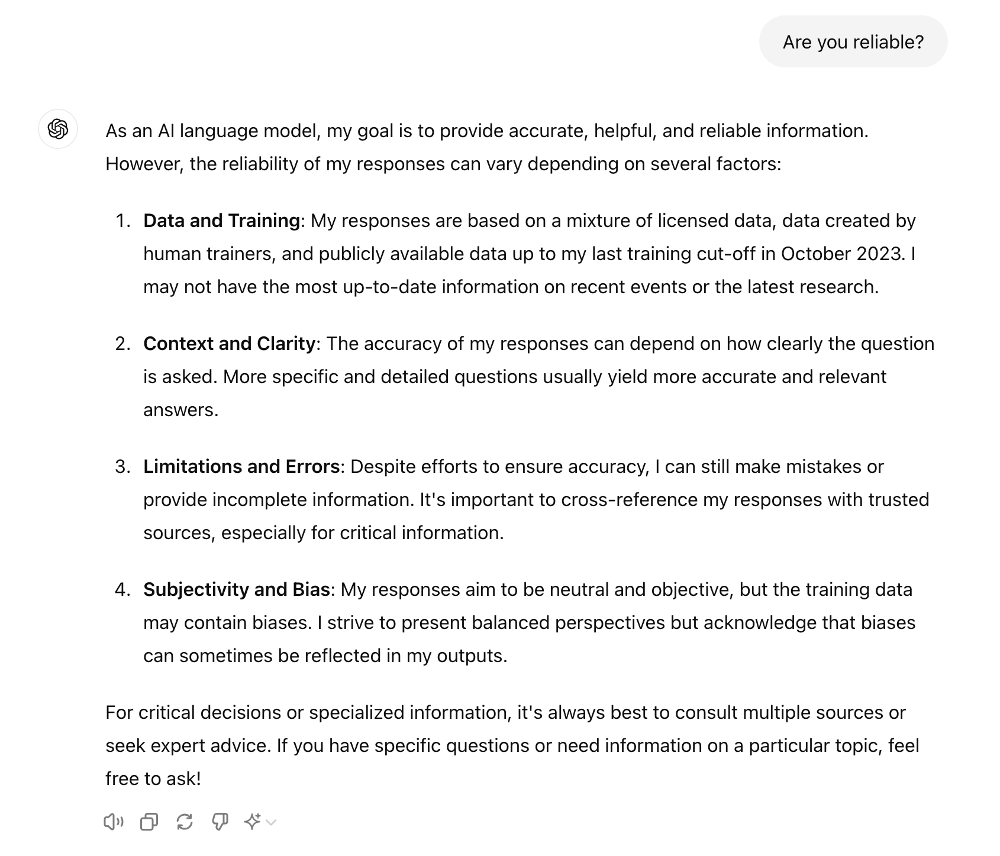 Are you reliable?
As an AI language model, my goal is to provide accurate, helpful, and reliable information.
However, the reliability of my responses can vary depending on several factors:
1. Data and Training: My responses are based on a mixture of licensed data, data created by
human trainers, and publicly available data up to my last training cut-off in October 2023. I
may not have the most up-to-date information on recent events or the latest research.
2. Context and Clarity: The accuracy of my responses can depend on how clearly the question
is asked. More specific and detailed questions usually yield more accurate and relevant
answers.
3. Limitations and Errors: Despite efforts to ensure accuracy, I can still make mistakes or
provide incomplete information. It's important to cross-reference my responses with trusted
sources, especially for critical information.
4. Subjectivity and Bias: My responses aim to be neutral and objective, but the training data
may contain biases. I strive to present balanced perspectives but acknowledge that biases
can sometimes be reflected in my outputs.
For critical decisions or specialized information, it's always best to consult multiple sources or
seek expert advice. If you have specific questions or need information on a particular topic, feel
free to ask!